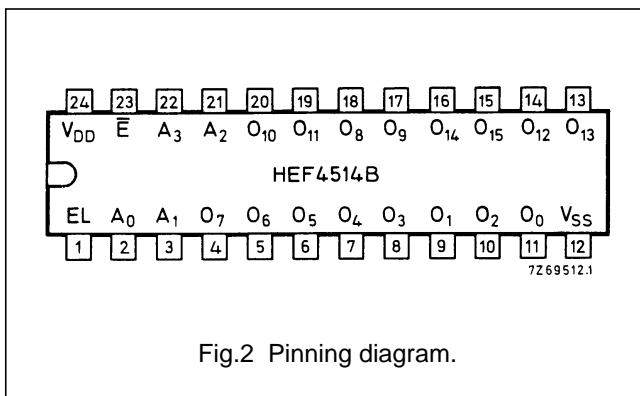 24 23 22 21 20 19 18 17 16 15 14 13
V_DD E̅ A₃ A₂ O₁₀ O₁₁ O₈ O₉ O₁₄ O₁₅ O₁₂ O₁₃
HEF4514B
EL A₀ A₁ O₇ O₆ O₅ O₄ O₃ O₁ O₂ O₀ V_SS
1 2 3 4 5 6 7 8 9 10 11 12
7Z69512.1
Fig.2 Pinning diagram.